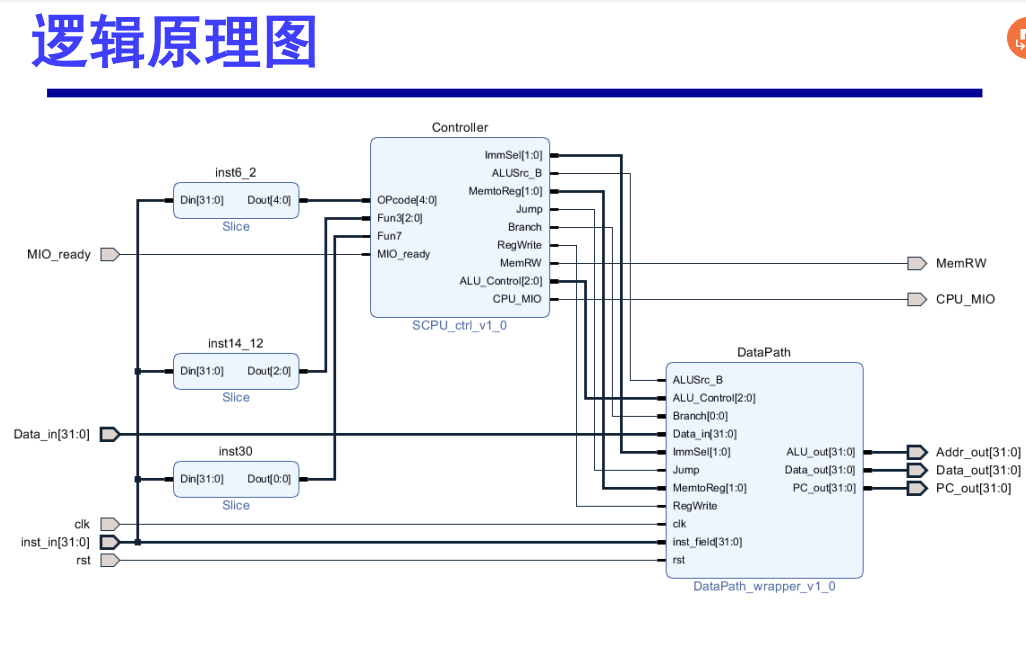 逻辑原理图
Controller
ImmSel[1:0]
ALUSrc_B
MemtoReg[1:0]
Jump
Branch
RegWrite
MemRW
ALU_Control[2:0]
CPU_MIO
OPcode[4:0]
Fun3[2:0]
Fun7
MIO_ready
SCPU_ctrl_v1_0
inst6_2
Din[31:0] Dout[4:0]
Slice
MIO_ready
inst14_12
Din[31:0] Dout[2:0]
Slice
Data_in[31:0]
inst30
Din[31:0] Dout[0:0]
Slice
clk
inst_in[31:0]
rst
MemRW
CPU_MIO
DataPath
ALUSrc_B
ALU_Control[2:0]
Branch[0:0]
Data_in[31:0]
ImmSel[1:0]
Jump
MemtoReg[1:0]
RegWrite
clk
inst_field[31:0]
rst
ALU_out[31:0]
Data_out[31:0]
PC_out[31:0]
DataPath_wrapper_v1_0
Addr_out[31:0]
Data_out[31:0]
PC_out[31:0]